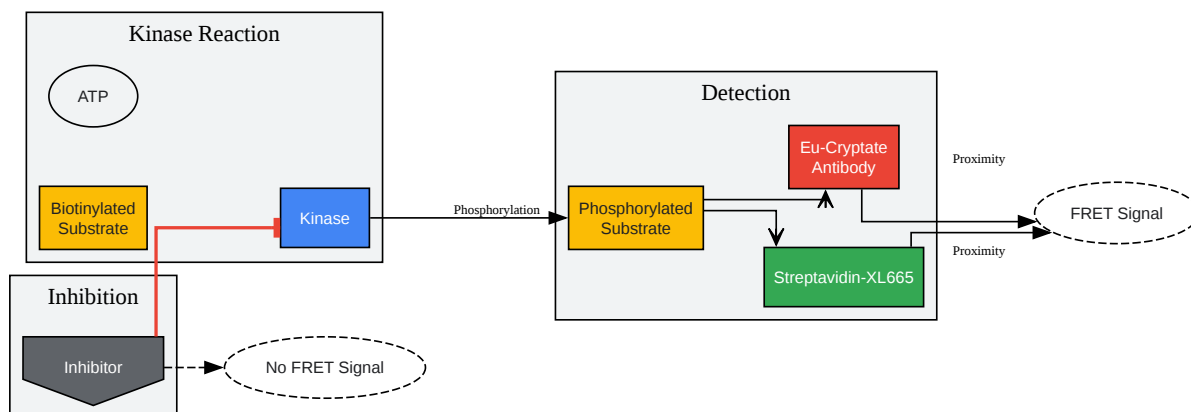 Kinase Reaction
ATP
Biotinylated
Substrate
Kinase
Phosphorylation
Detection
Eu-Cryptate
Antibody
Phosphorylated
Substrate
Streptavidin-XL665
Proximity
FRET Signal
Proximity
Inhibition
Inhibitor
No FRET Signal